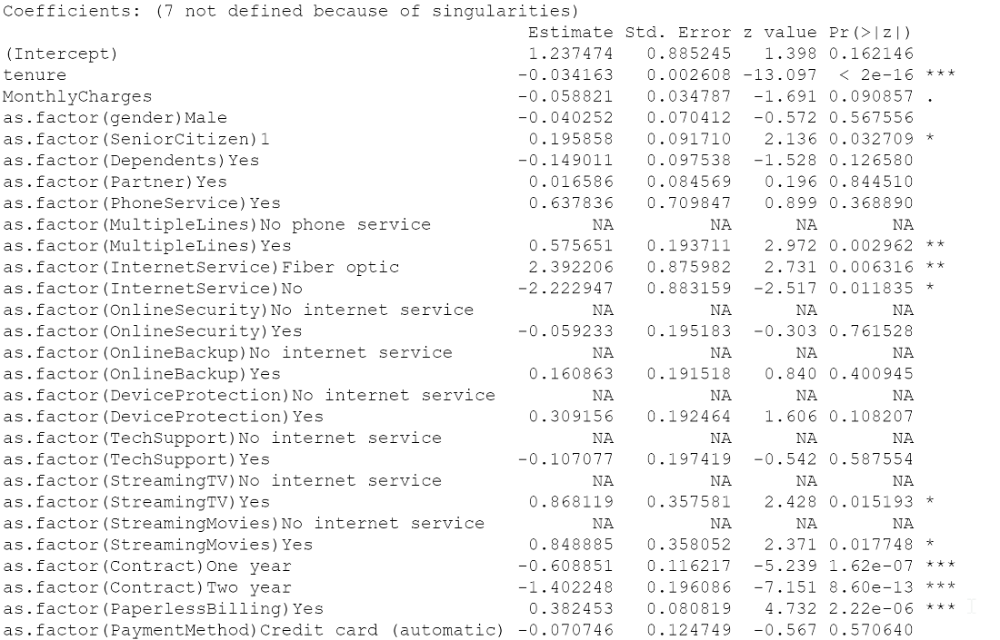 Coefficients: (7 not defined because of singularities)
Estimate Std. Error z value Pr(>|z|)
(Intercept) 1.237474 0.885245 1.398 0.162146
tenure -0.034163 0.002608 -13.097 < 2e-16 ***
MonthlyCharges -0.058821 0.034787 -1.691 0.090857 .
as.factor(gender)Male -0.040252 0.070412 -0.572 0.567556
as.factor(SeniorCitizen)1 0.195858 0.091710 2.136 0.032709 *
as.factor(Dependents)Yes -0.149011 0.097538 -1.528 0.126580
as.factor(Partner)Yes 0.016586 0.084569 0.196 0.844510
as.factor(PhoneService)Yes 0.637836 0.709847 0.899 0.368890
as.factor(MultipleLines)No phone service NA NA NA NA
as.factor(MultipleLines)Yes 0.575651 0.193711 2.972 0.002962 **
as.factor(InternetService)Fiber optic 2.392206 0.875982 2.731 0.006316 **
as.factor(InternetService)No -2.222947 0.883159 -2.517 0.011835 *
as.factor(OnlineSecurity)No internet service NA NA NA NA
as.factor(OnlineSecurity)Yes -0.059233 0.195183 -0.303 0.761528
as.factor(OnlineBackup)No internet service NA NA NA NA
as.factor(OnlineBackup)Yes 0.160863 0.191518 0.840 0.400945
as.factor(DeviceProtection)No internet service NA NA NA NA
as.factor(DeviceProtection)Yes 0.309156 0.192464 1.606 0.108207
as.factor(TechSupport)No internet service NA NA NA NA
as.factor(TechSupport)Yes -0.107077 0.197419 -0.542 0.587554
as.factor(StreamingTV)No internet service NA NA NA NA
as.factor(StreamingTV)Yes 0.868119 0.357581 2.428 0.015193 *
as.factor(StreamingMovies)No internet service NA NA NA NA
as.factor(StreamingMovies)Yes 0.848885 0.358052 2.371 0.017748 *
as.factor(Contract)One year -0.608851 0.116217 -5.239 1.62e-07 ***
as.factor(Contract)Two year -1.402248 0.196086 -7.151 8.60e-13 ***
as.factor(PaperlessBilling)Yes 0.382453 0.080819 4.732 2.22e-06 ***
as.factor(PaymentMethod)Credit card (automatic) -0.070746 0.124749 -0.567 0.570640